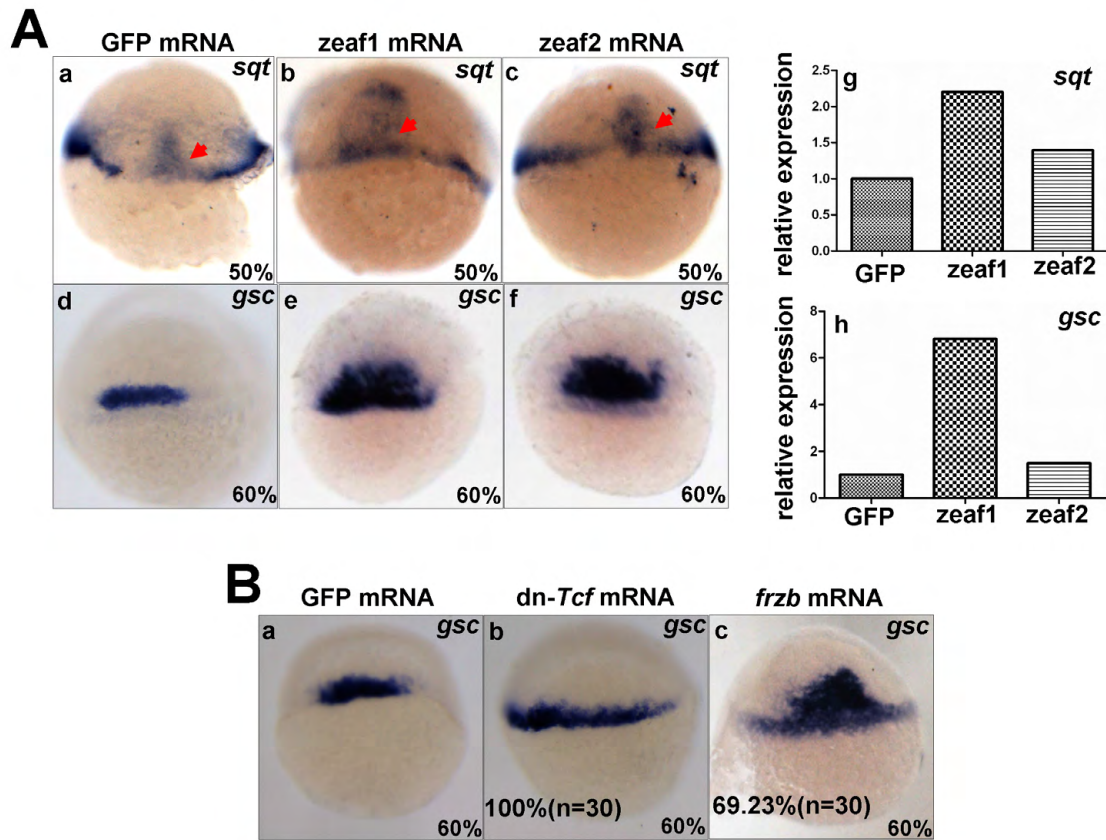 A
GFP mRNA
zeaf1 mRNA
zeaf2 mRNA
a
sqt
50%
b
sqt
50%
c
sqt
50%
d
gsc
60%
e
gsc
60%
f
gsc
60%
g
sqt
relative expression
2.5
2.0
1.5
1.0
0.5
0.0
GFP
zeaf1
zeaf2
h
gsc
relative expression
8
6
4
2
0
GFP
zeaf1
zeaf2
B
GFP mRNA
dn-Tcf mRNA
frzb mRNA
a
gsc
60%
b
gsc
100%(n=30)
60%
c
gsc
69.23%(n=30)
60%